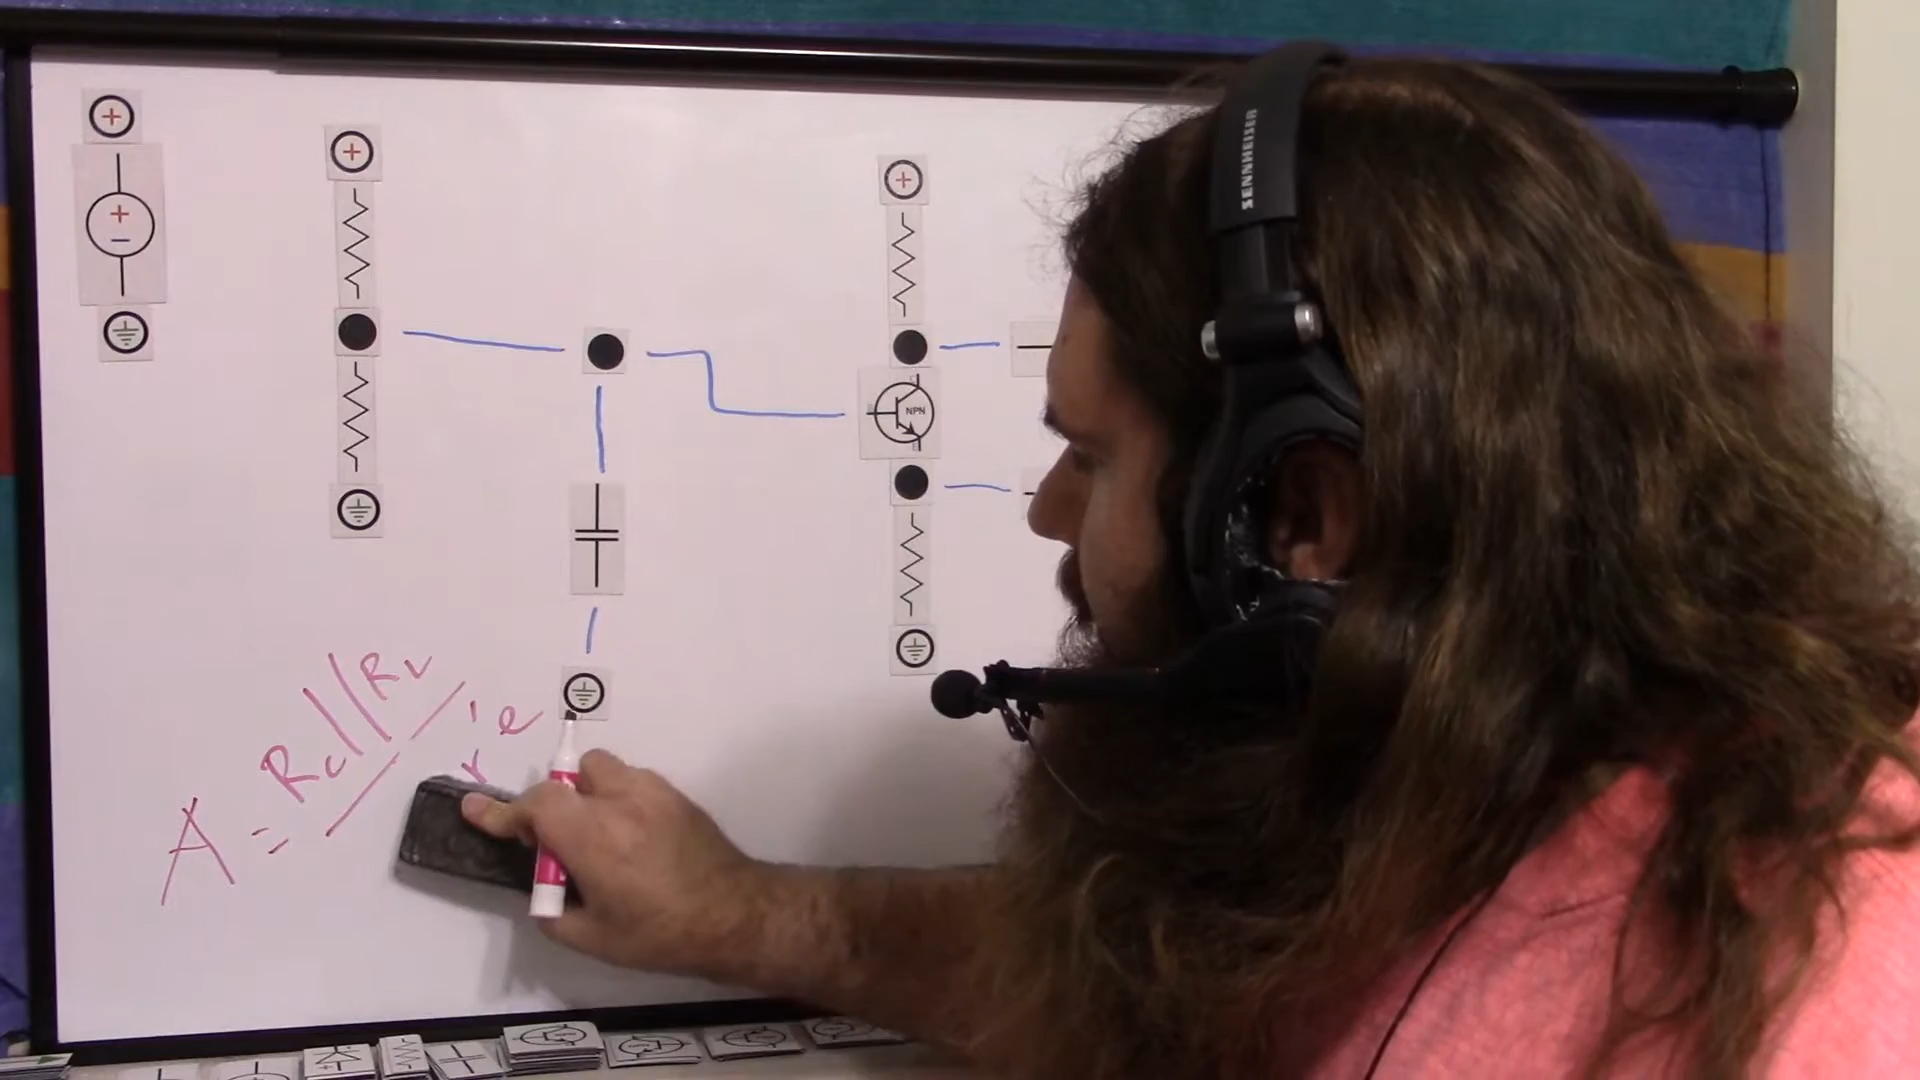 SENNHEISER
NPN
A = Rc//RL / r'e